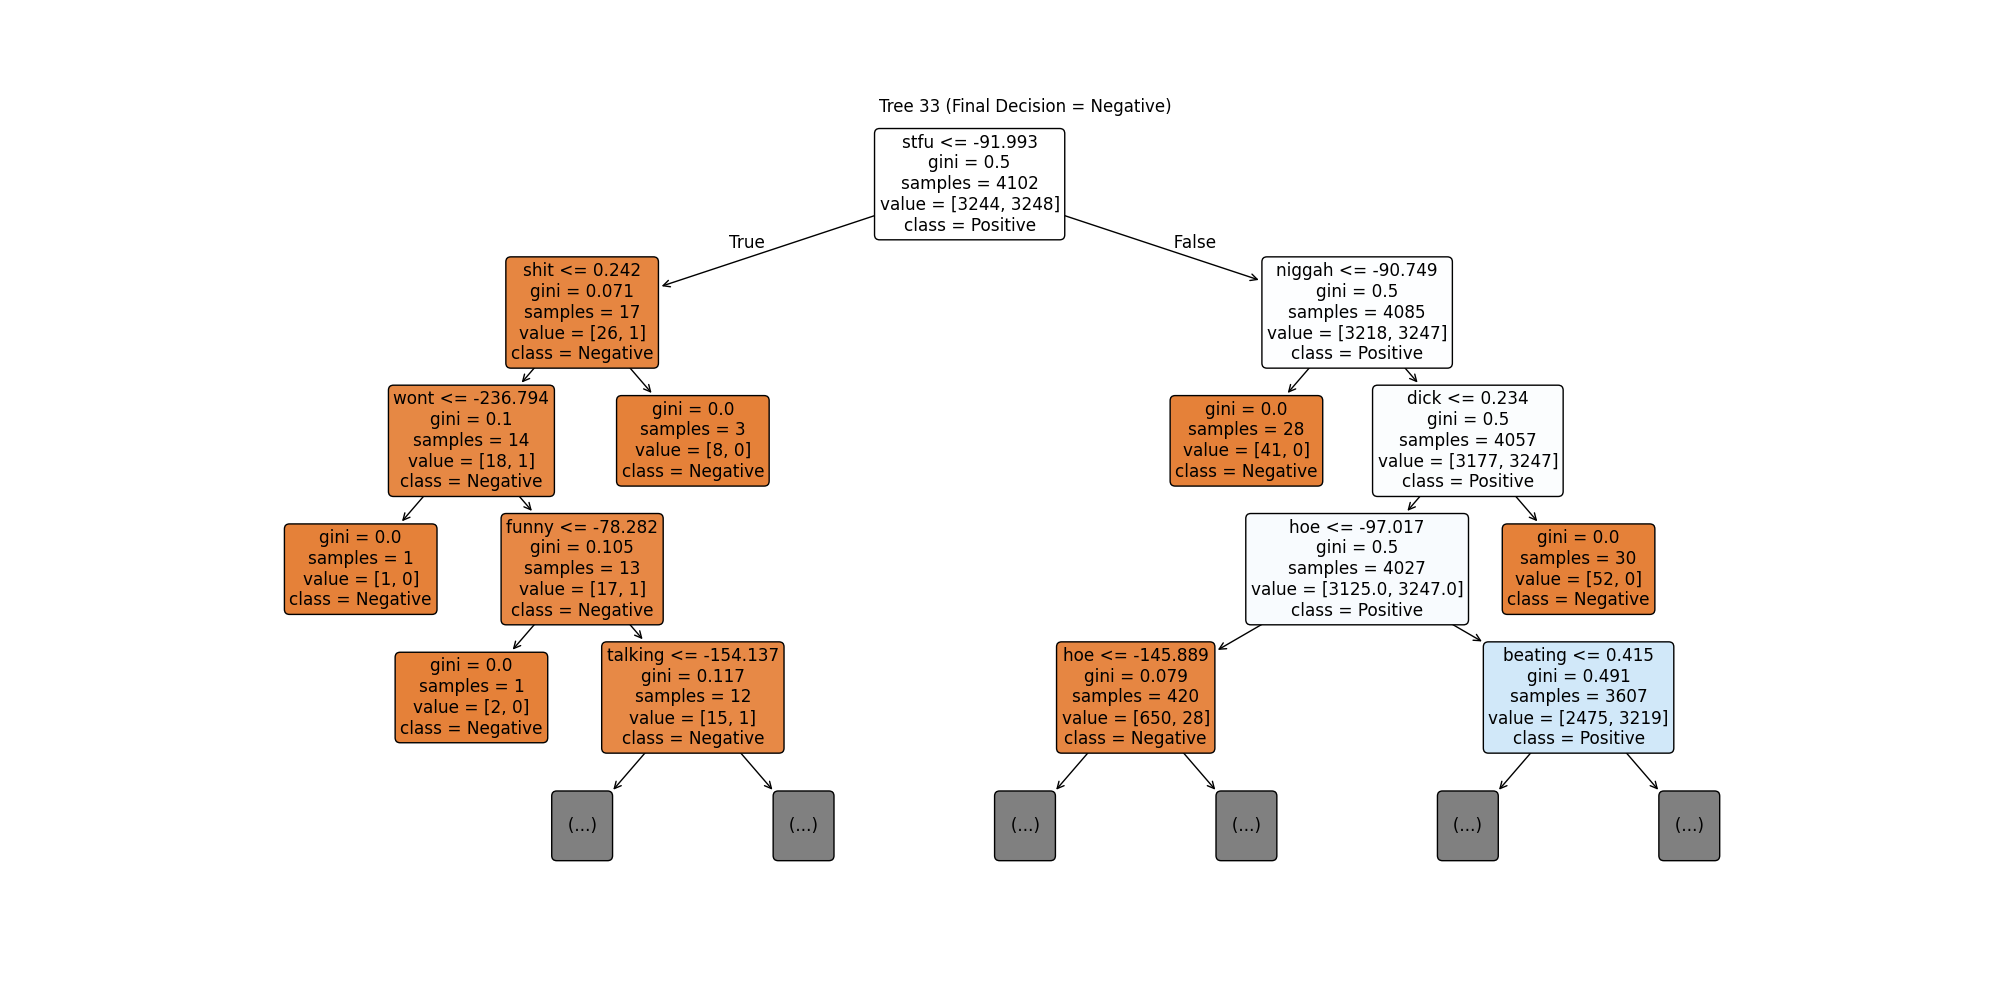 Tree 33 (Final Decision = Negative)
stfu <= -91.993
gini = 0.5
samples = 4102
value = [3244, 3248]
class = Positive
True
False
shit <= 0.242
gini = 0.071
samples = 17
value = [26, 1]
class = Negative
niggah <= -90.749
gini = 0.5
samples = 4085
value = [3218, 3247]
class = Positive
wont <= -236.794
gini = 0.1
samples = 14
value = [18, 1]
class = Negative
gini = 0.0
samples = 3
value = [8, 0]
class = Negative
gini = 0.0
samples = 28
value = [41, 0]
class = Negative
dick <= 0.234
gini = 0.5
samples = 4057
value = [3177, 3247]
class = Positive
gini = 0.0
samples = 1
value = [1, 0]
class = Negative
funny <= -78.282
gini = 0.105
samples = 13
value = [17, 1]
class = Negative
hoe <= -97.017
gini = 0.5
samples = 4027
value = [3125.0, 3247.0]
class = Positive
gini = 0.0
samples = 30
value = [52, 0]
class = Negative
gini = 0.0
samples = 1
value = [2, 0]
class = Negative
talking <= -154.137
gini = 0.117
samples = 12
value = [15, 1]
class = Negative
hoe <= -145.889
gini = 0.079
samples = 420
value = [650, 28]
class = Negative
beating <= 0.415
gini = 0.491
samples = 3607
value = [2475, 3219]
class = Positive
(...)
(...)
(...)
(...)
(...)
(...)